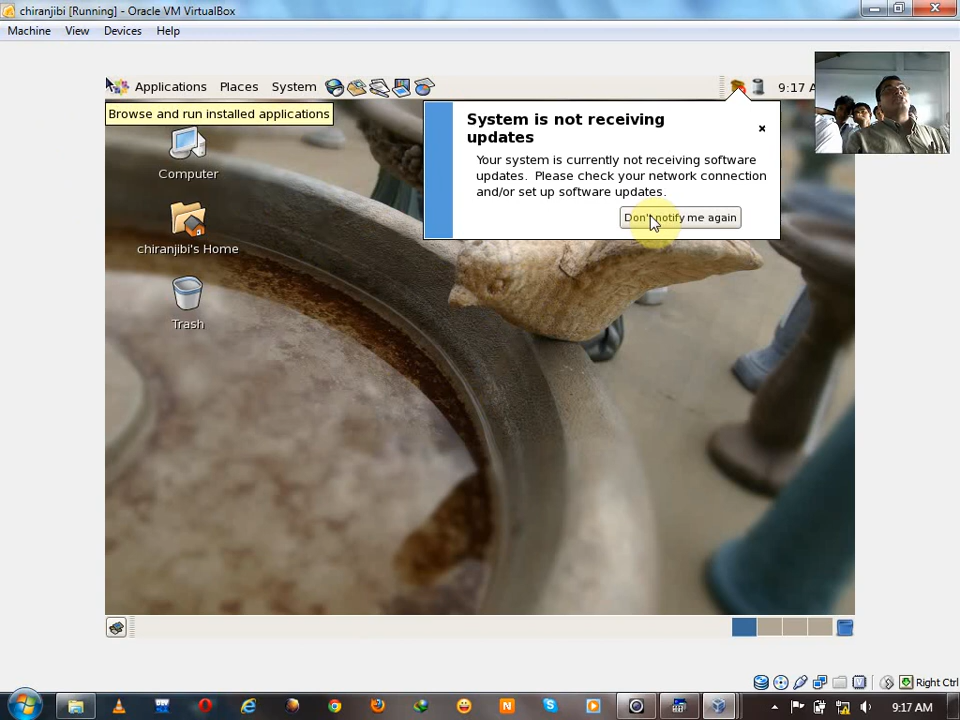 chiranjibi [Running] - Oracle VM VirtualBox
Machine View Devices Help
Applications Places System
9:17 A
Browse and run installed applications
System is not receiving
updates
Your system is currently not receiving software
updates. Please check your network connection
and/or set up software updates.
Don't notify me again
Computer
chiranjibi's Home
Trash
Right Ctrl
9:17 AM